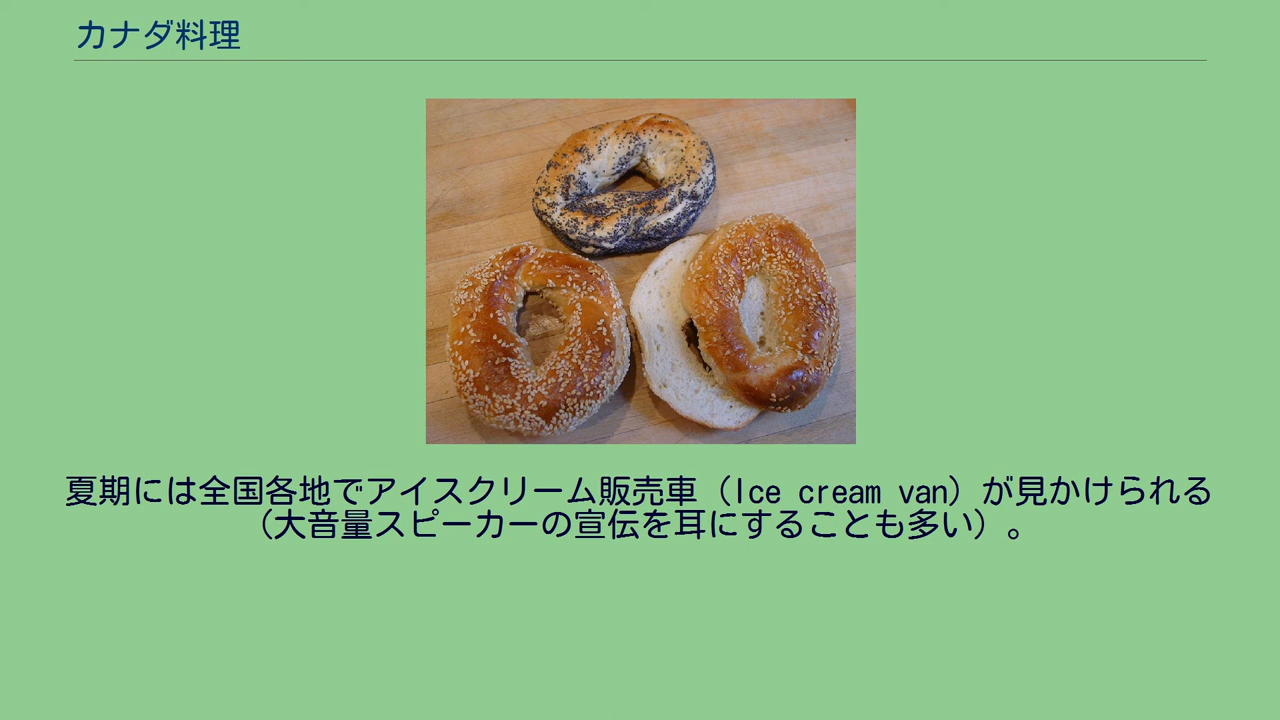 カナダ料理
夏期には全国各地でアイスクリーム販売車（Ice cream van）が見かけられる
（大音量スピーカーの宣伝を耳にすることも多い）。